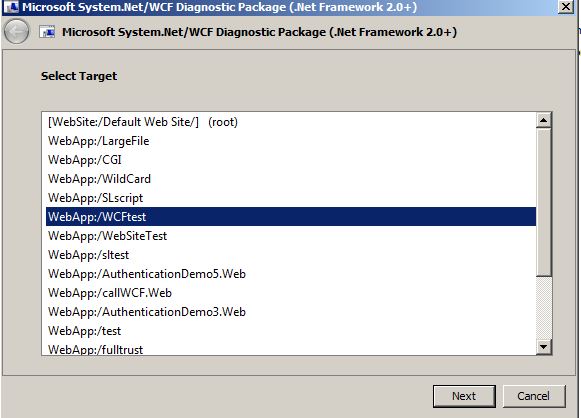 Microsoft System.Net/WCF Diagnostic Package (.Net Framework 2.0+)
Microsoft System.Net/WCF Diagnostic Package (.Net Framework 2.0+)
Select Target
[WebSite:/Default Web Site/] (root)
WebApp:/LargeFile
WebApp:/CGI
WebApp:/WildCard
WebApp:/SLscript
WebApp:/WCFtest
WebApp:/WebSiteTest
WebApp:/sltest
WebApp:/AuthenticationDemo5.Web
WebApp:/callWCF.Web
WebApp:/AuthenticationDemo3.Web
WebApp:/test
WebApp:/fulltrust
Next Cancel